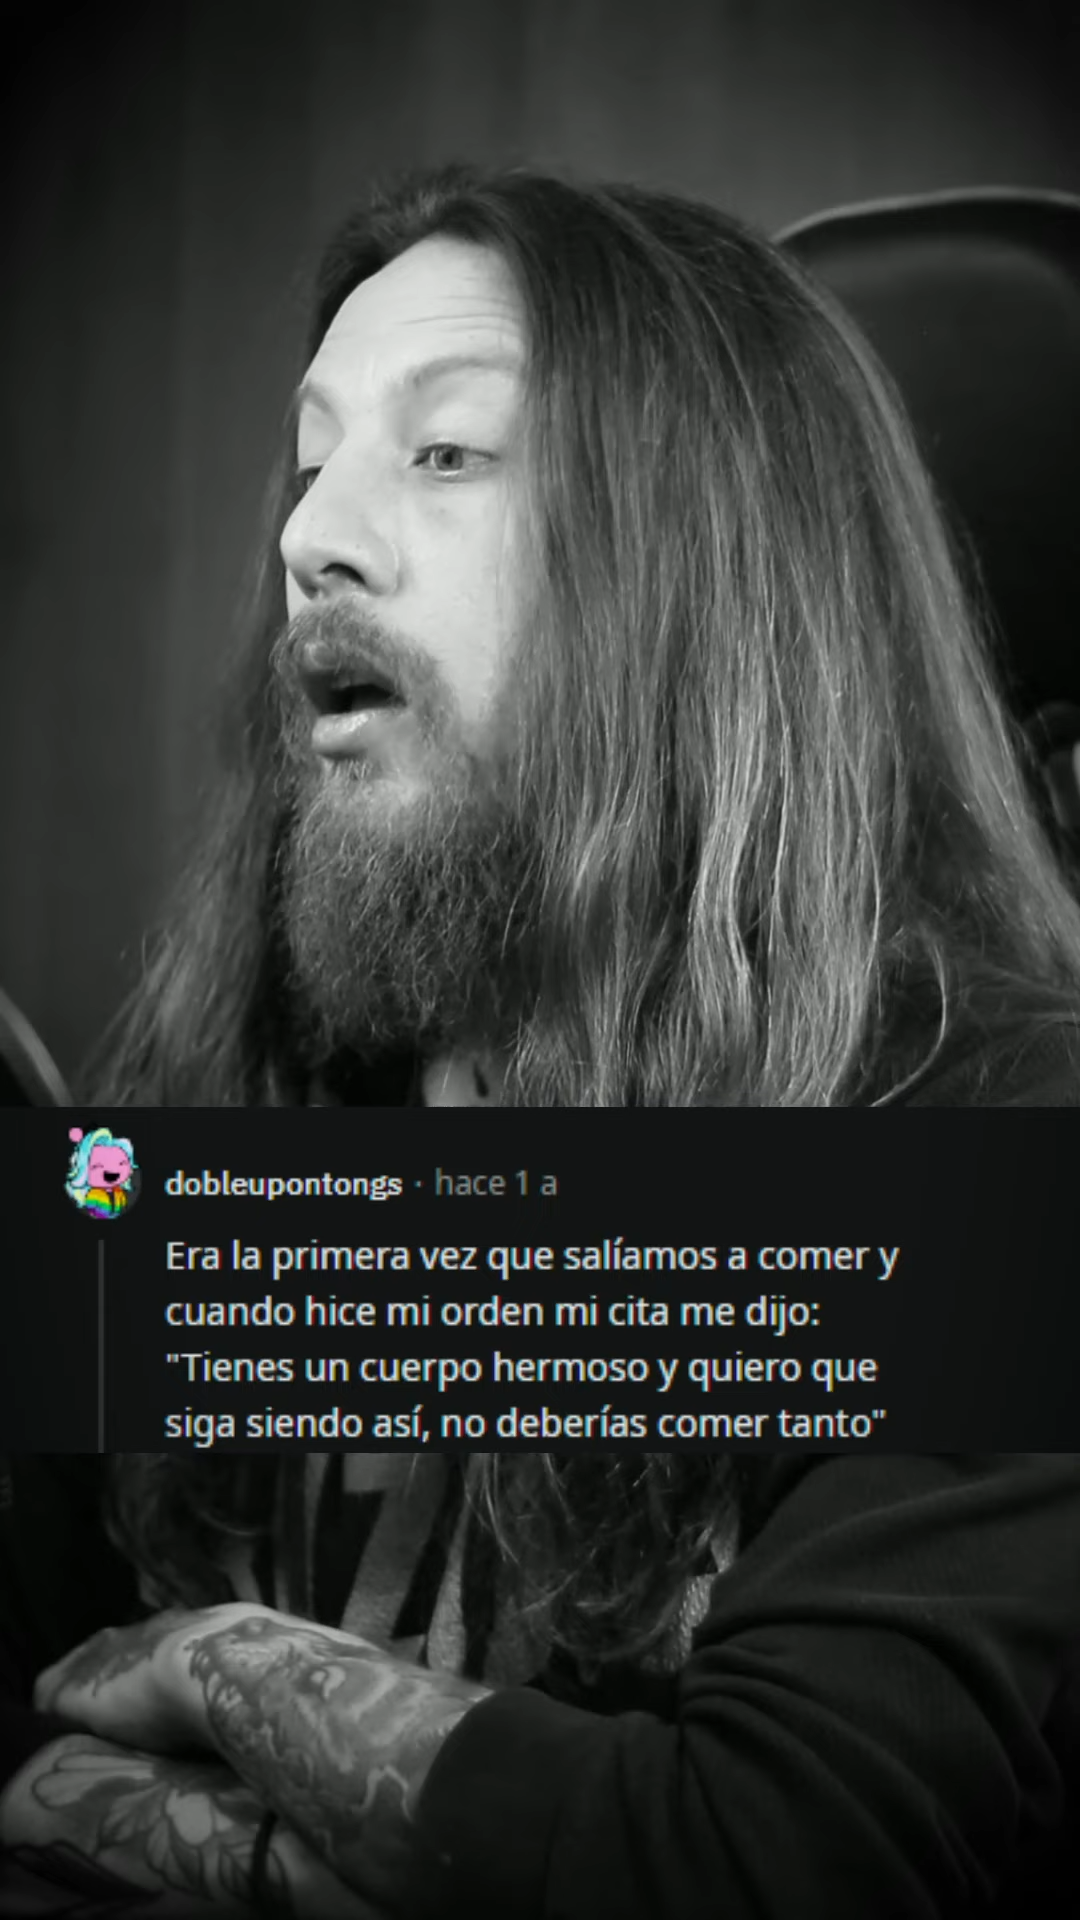 dobleupontongs · hace 1 a
Era la primera vez que salíamos a comer y
cuando hice mi orden mi cita me dijo:
"Tienes un cuerpo hermoso y quiero que
siga siendo así, no deberías comer tanto"